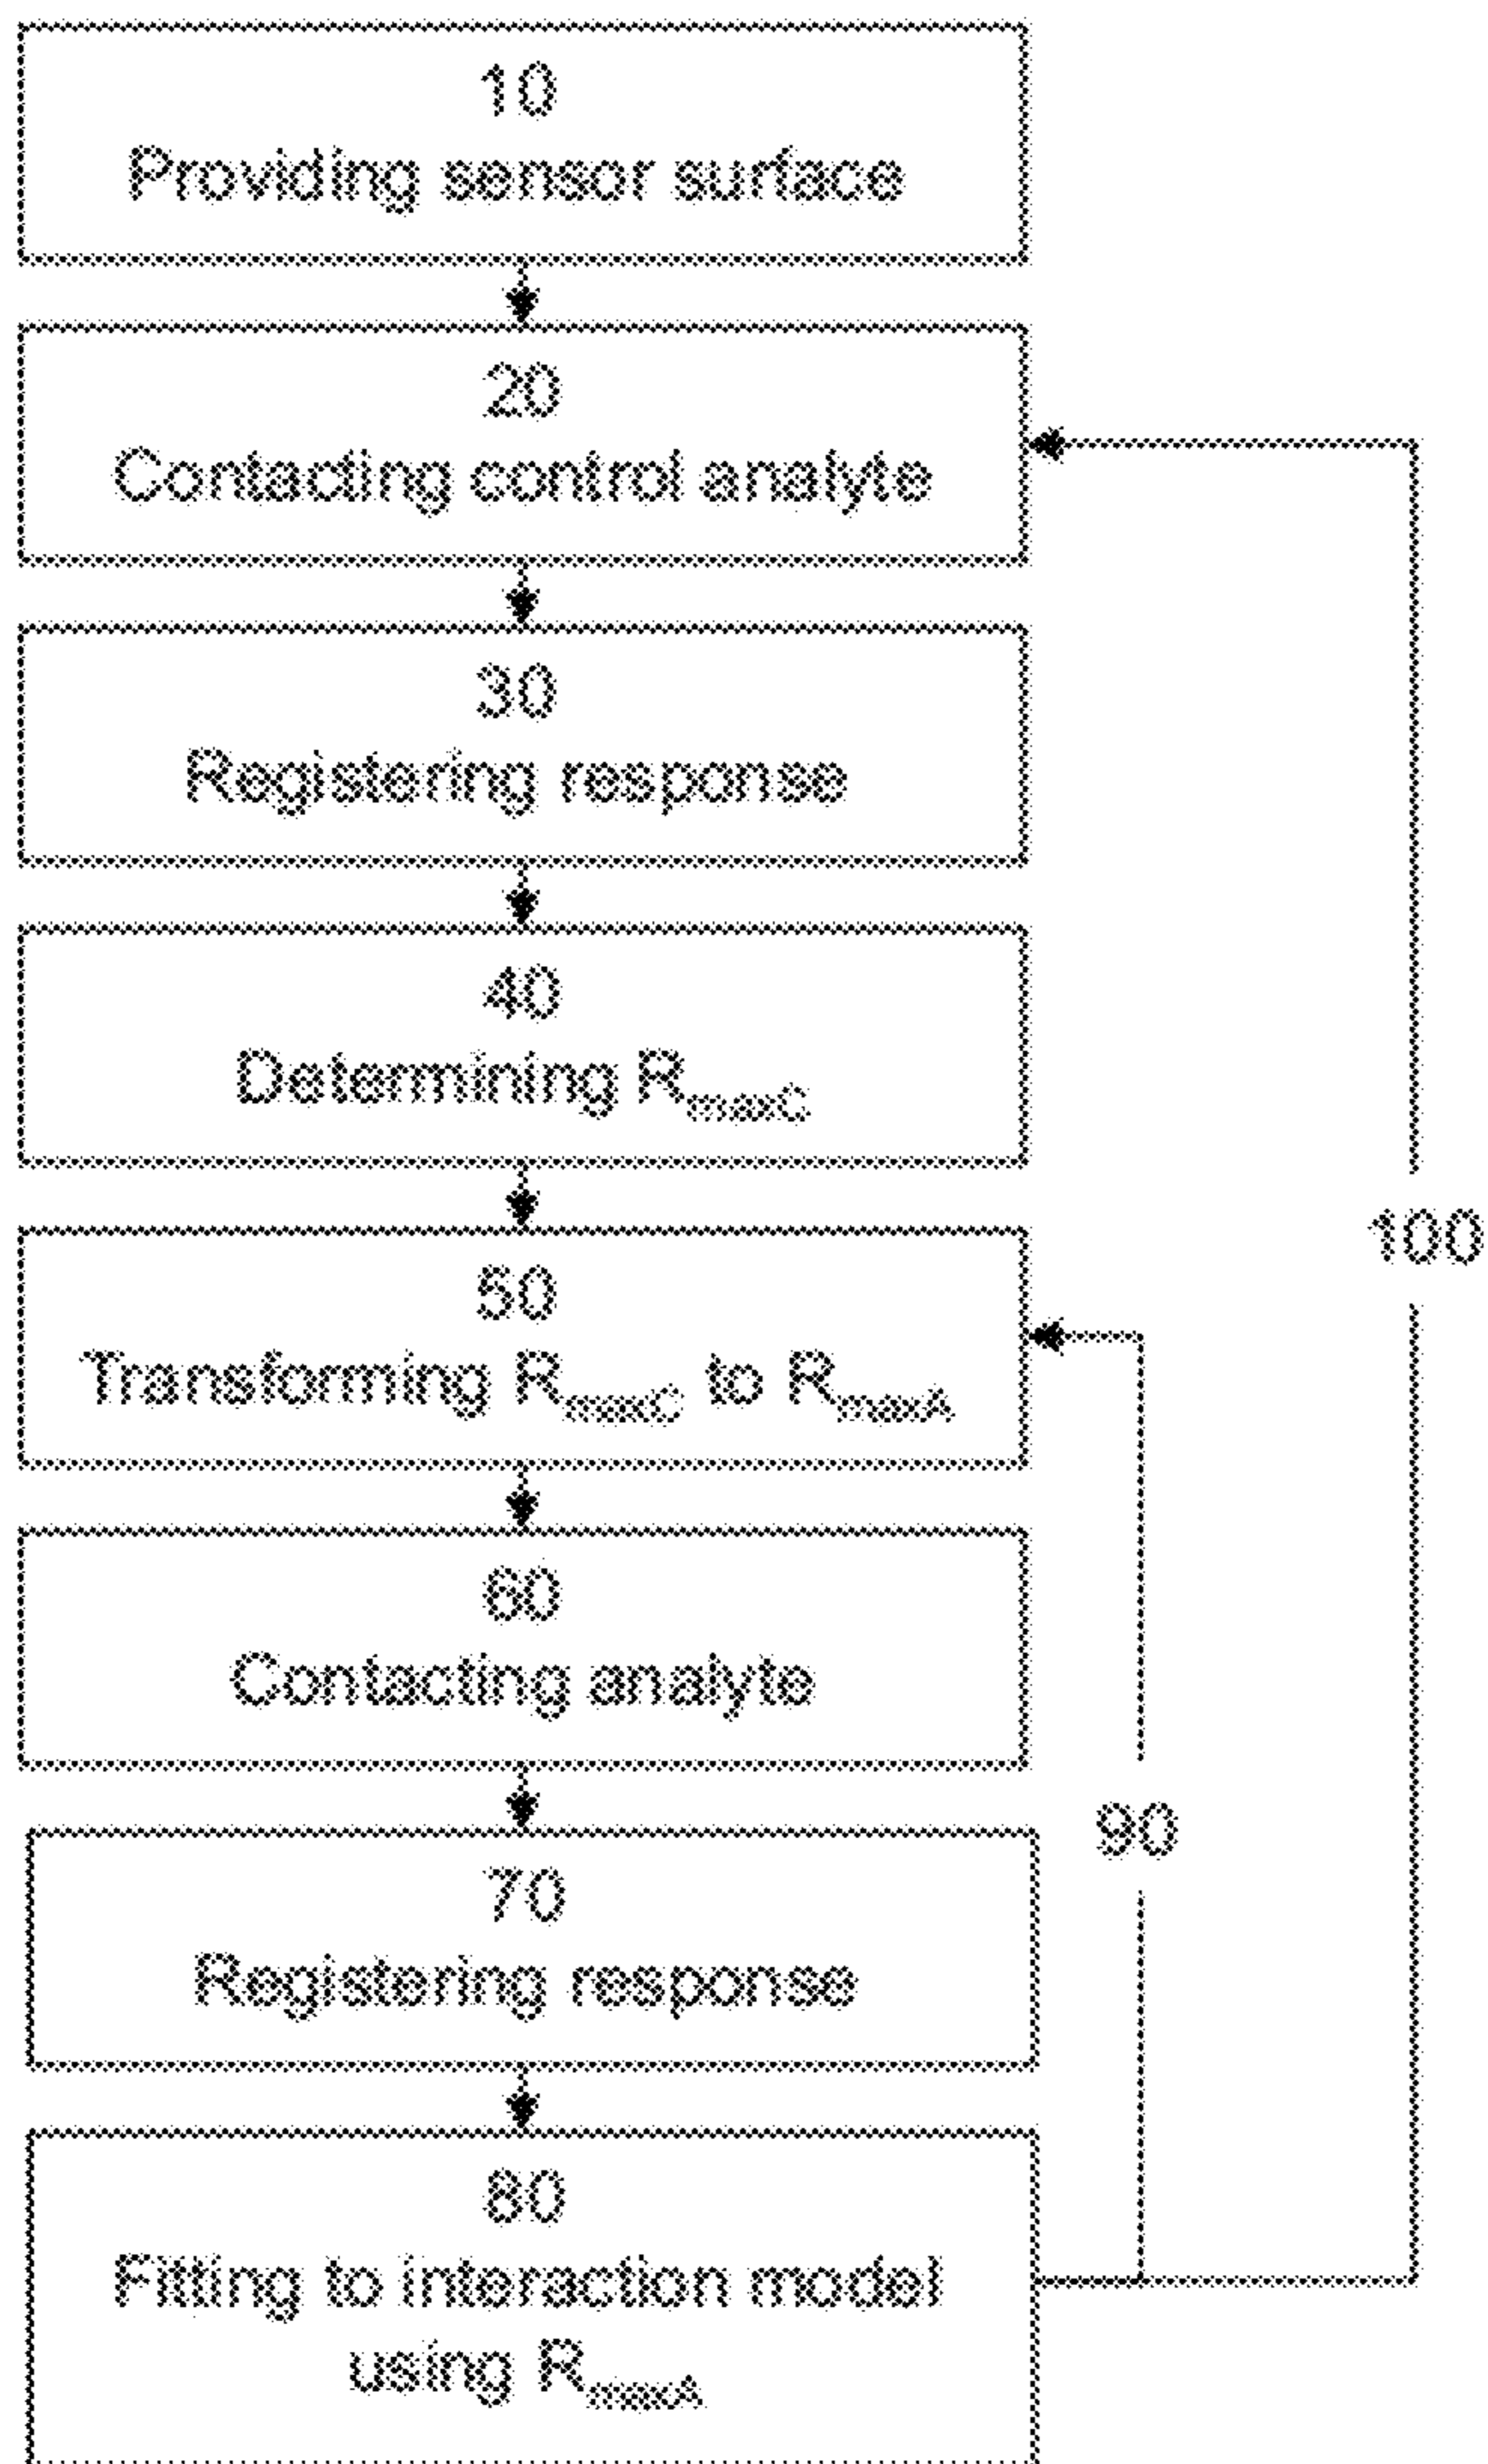 10
Providing sensor surface
20
Contacting control analyte
30
Registering response
40
Determining RmaxC
50
Transforming RmaxC to RmaxA
60
Contacting analyte
70
Registering response
80
Fitting to interaction model
using RmaxA
90
100